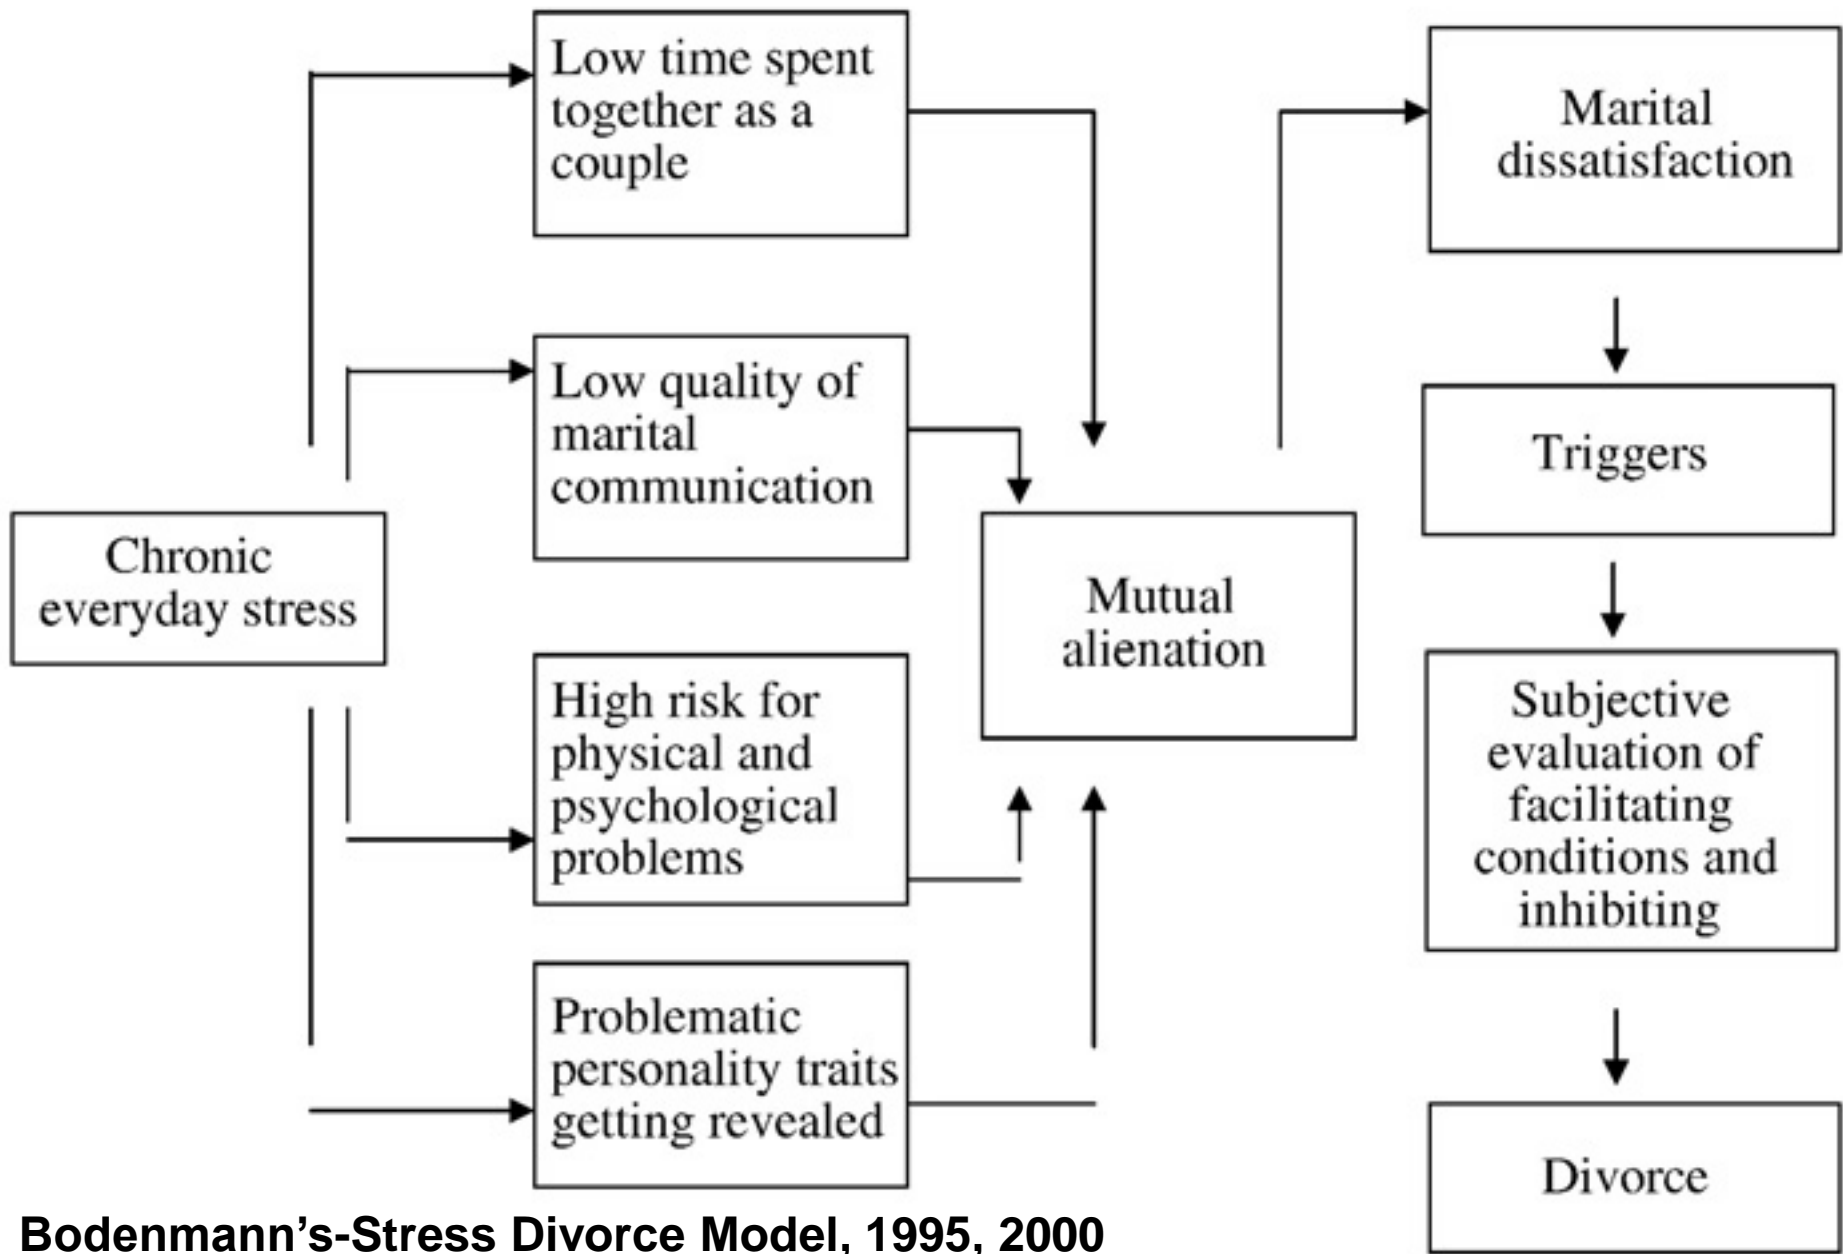 Low time spent
together as a
couple
Low quality of
marital
communication
Chronic
everyday stress
High risk for
physical and
psychological
problems
Problematic
personality traits
getting revealed
Mutual
alienation
Marital
dissatisfaction
Triggers
Subjective
evaluation of
facilitating
conditions and
inhibiting
Divorce
Bodenmann’s-Stress Divorce Model, 1995, 2000